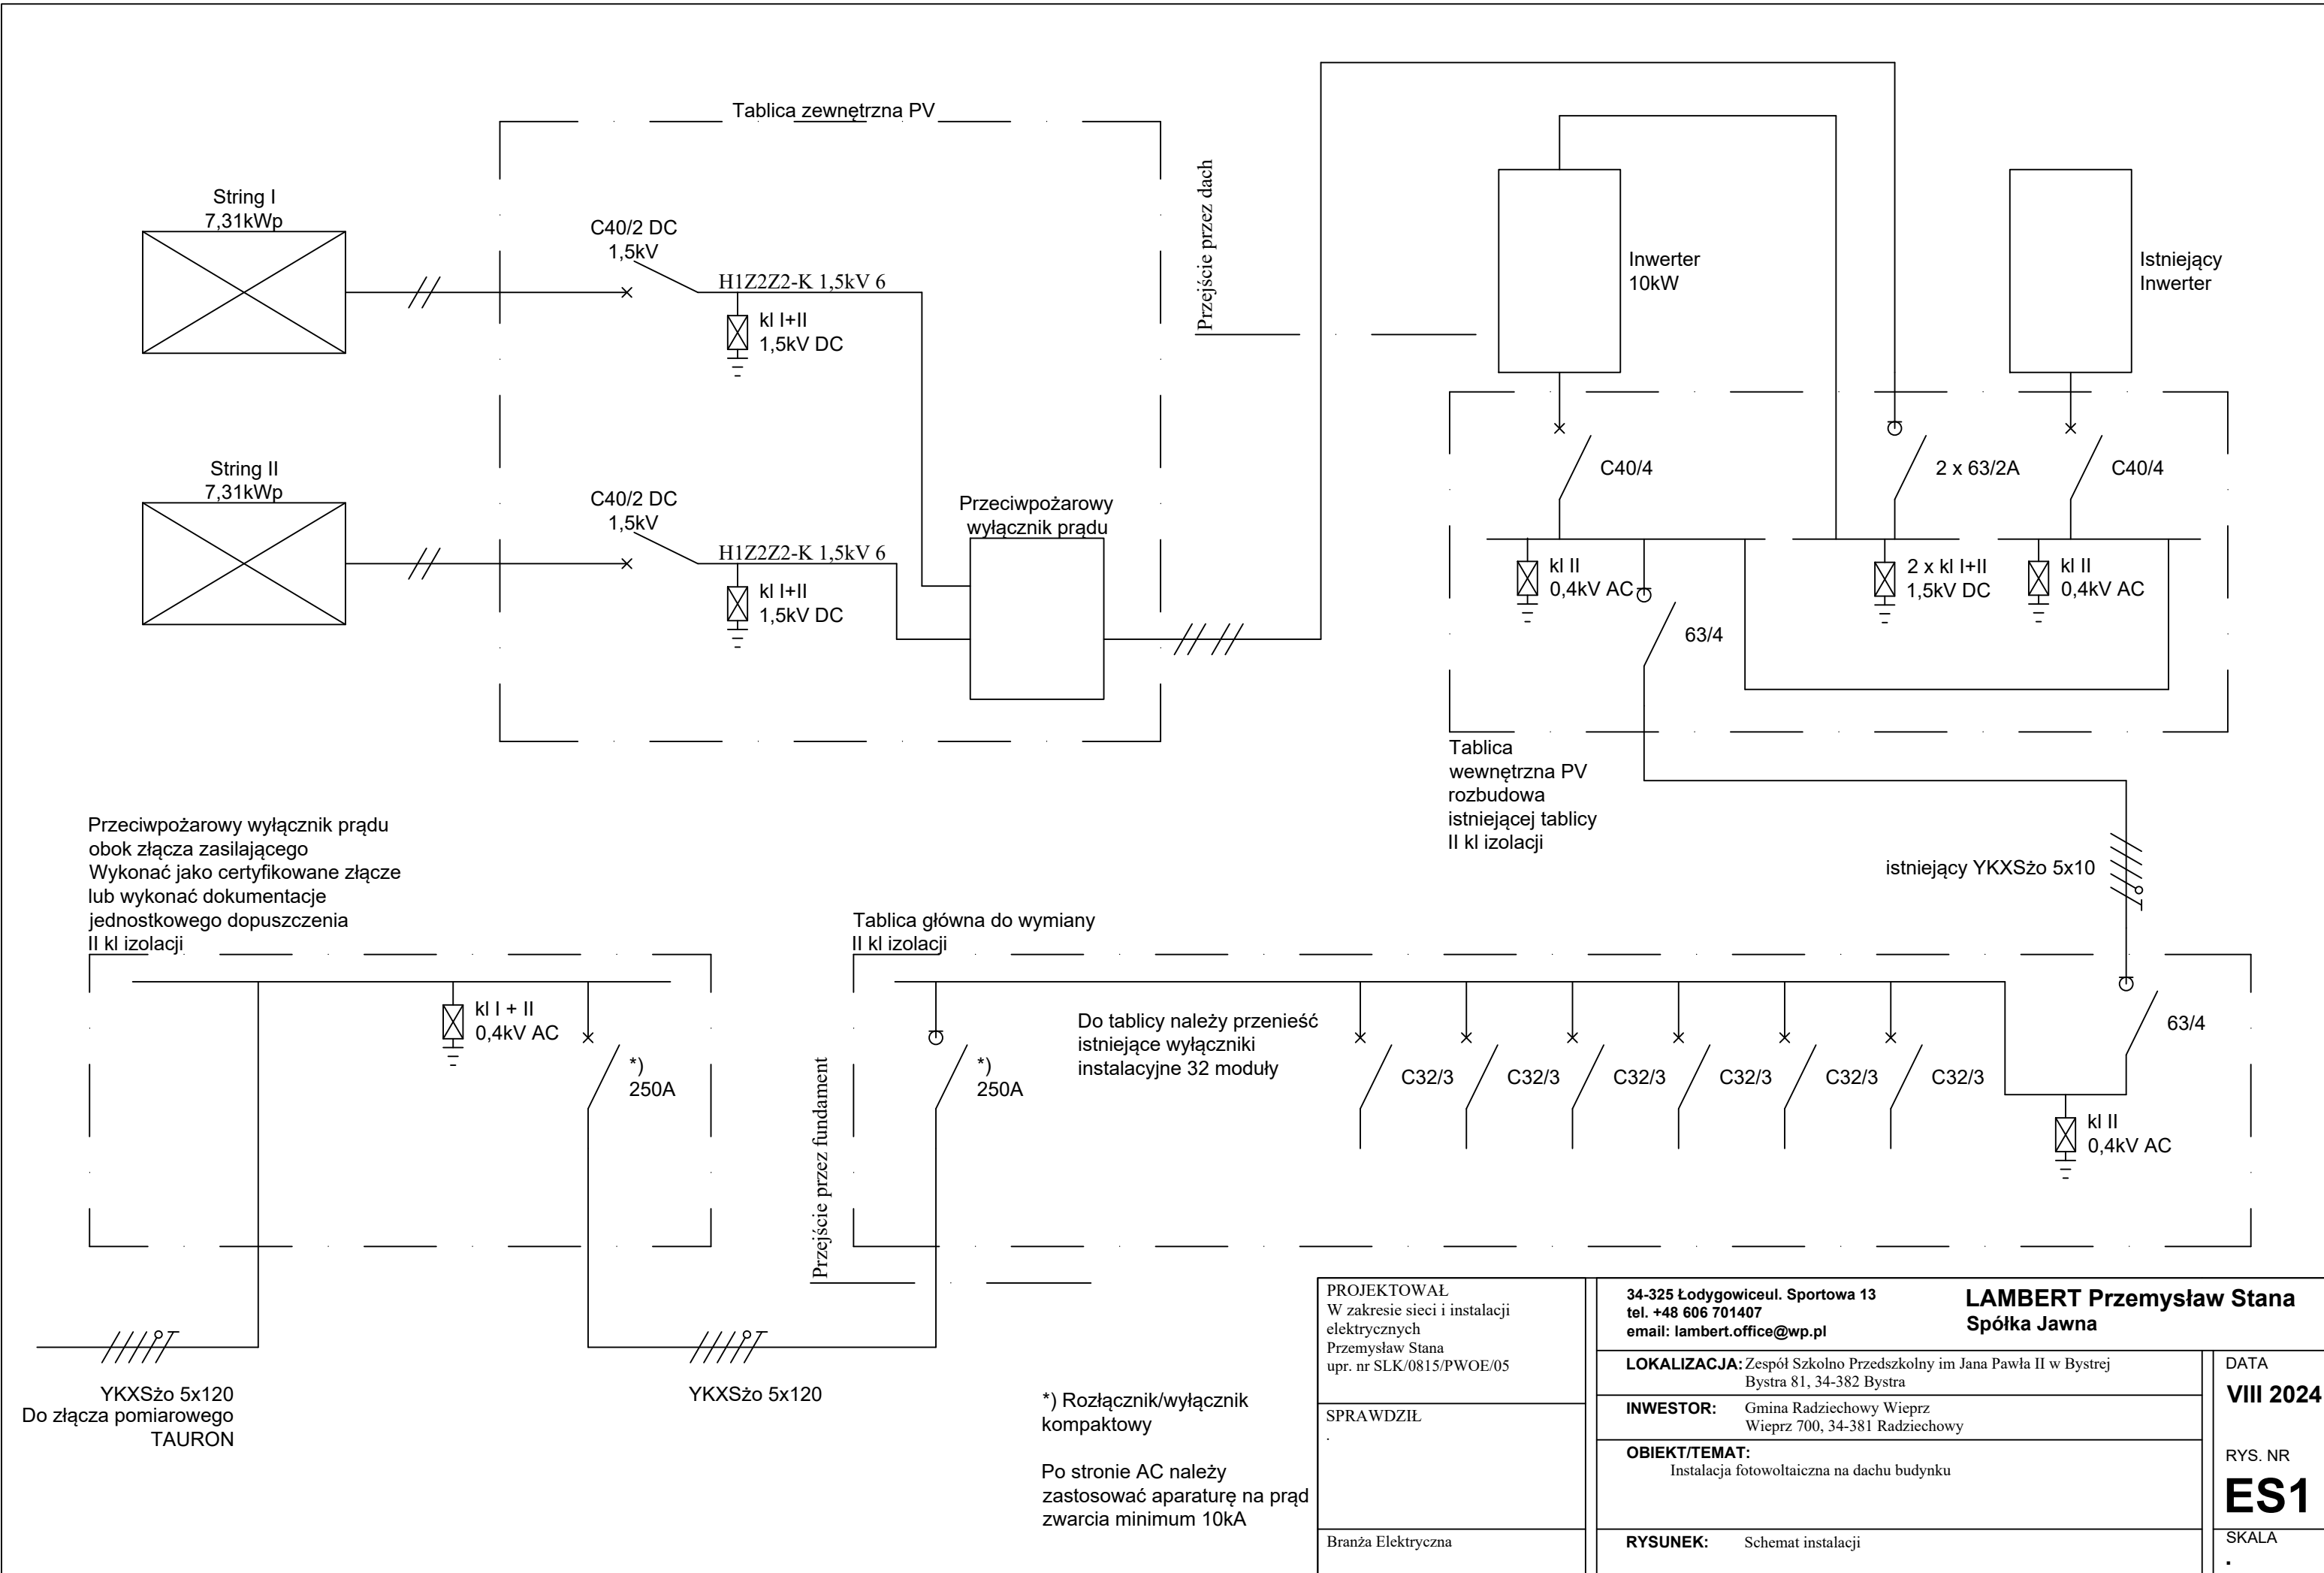 Tablica zewnętrzna PV
String I
7,31kWp
C40/2 DC
1,5kV
H1Z2Z2-K 1,5kV 6
kl I+II
1,5kV DC
String II
7,31kWp
C40/2 DC
1,5kV
H1Z2Z2-K 1,5kV 6
kl I+II
1,5kV DC
Przeciwpożarowy
wyłącznik prądu
Przejście przez dach
Inwerter
10kW
Istniejący
Inwerter
C40/4
2 x 63/2A
C40/4
kl II
0,4kV AC
63/4
2 x kl I+II
1,5kV DC
kl II
0,4kV AC
Tablica
wewnętrzna PV
rozbudowa
istniejącej tablicy
II kl izolacji
istniejący YKXSżo 5x10
Przeciwpożarowy wyłącznik prądu
obok złącza zasilającego
Wykonać jako certyfikowane złącze
lub wykonać dokumentacje
jednostkowego dopuszczenia
II kl izolacji
kl I + II
0,4kV AC
*)
250A
Przejście przez fundament
Tablica główna do wymiany
II kl izolacji
*)
250A
Do tablicy należy przenieść
istniejące wyłączniki
instalacyjne 32 moduły
C32/3
C32/3
C32/3
C32/3
C32/3
C32/3
63/4
kl II
0,4kV AC
YKXSżo 5x120
Do złącza pomiarowego
TAURON
YKXSżo 5x120
*) Rozłącznik/wyłącznik
kompaktowy
Po stronie AC należy
zastosować aparaturę na prąd
zwarcia minimum 10kA
PROJEKTOWAŁ
W zakresie sieci i instalacji
elektrycznych
Przemysław Stana
upr. nr SLK/0815/PWOE/05
SPRAWDZIŁ
.
Branża Elektryczna
34-325 Łodygowiceul. Sportowa 13
tel. +48 606 701407
email: lambert.office@wp.pl
LAMBERT Przemysław Stana
Spółka Jawna
LOKALIZACJA: Zespół Szkolno Przedszkolny im Jana Pawła II w Bystrej
Bystra 81, 34-382 Bystra
INWESTOR: Gmina Radziechowy Wieprz
Wieprz 700, 34-381 Radziechowy
OBIEKT/TEMAT:
Instalacja fotowoltaiczna na dachu budynku
RYSUNEK: Schemat instalacji
DATA
VIII 2024
RYS. NR
ES1
SKALA
.